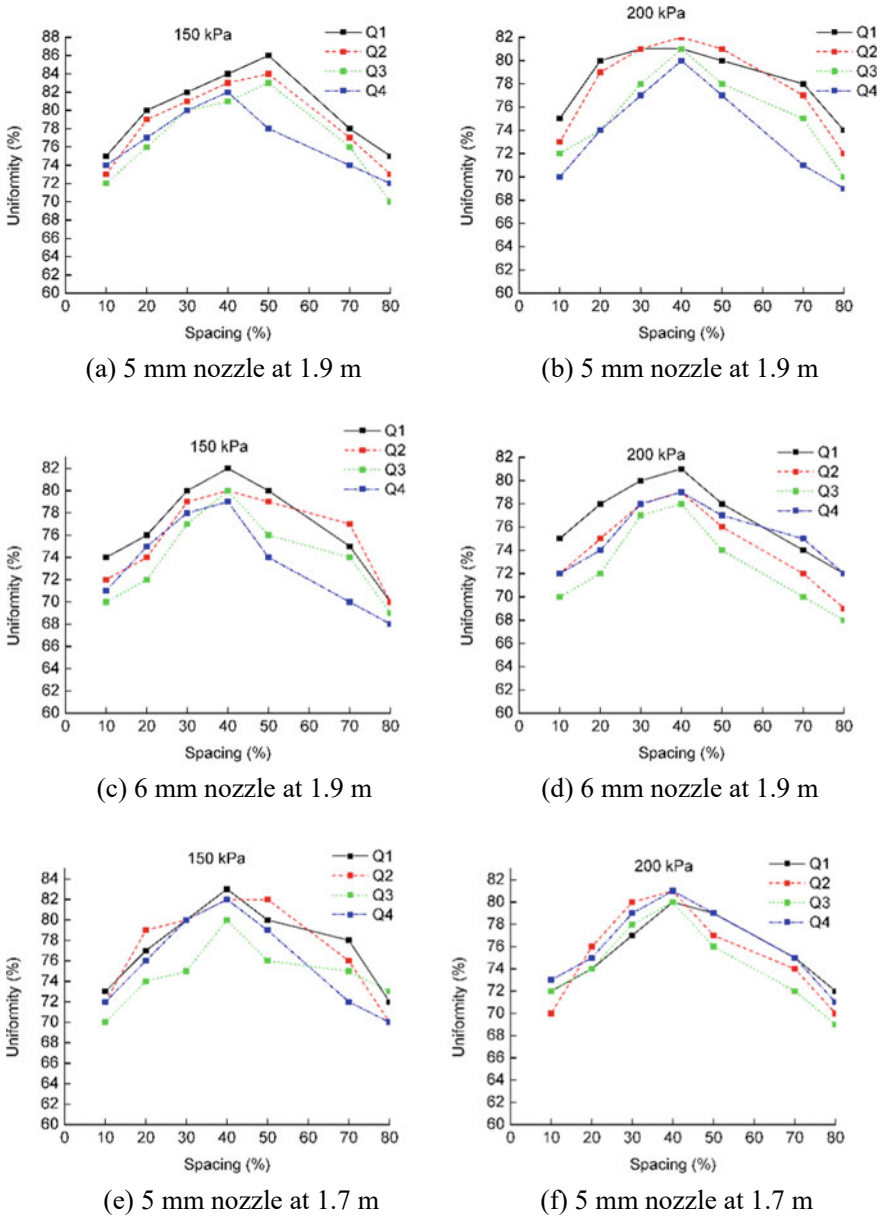 150 kPa
Q1
Q2
Q3
Q4
Uniformity (%)
88
86
84
82
80
78
76
74
72
70
68
66
64
62
60
0 10 20 30 40 50 70 80
Spacing (%)
(a) 5 mm nozzle at 1.9 m
200 kPa
Q1
Q2
Q3
Q4
Uniformity (%)
82
80
78
76
74
72
70
68
66
64
62
60
0 10 20 30 40 50 70 80
Spacing (%)
(b) 5 mm nozzle at 1.9 m
150 kPa
Q1
Q2
Q3
Q4
Uniformity (%)
82
80
78
76
74
72
70
68
66
64
62
60
0 10 20 30 40 50 70 80
Spacing (%)
(c) 6 mm nozzle at 1.9 m
200 kPa
Q1
Q2
Q3
Q4
Uniformity (%)
82
80
78
76
74
72
70
68
66
64
62
60
0 10 20 30 40 50 70 80
Spacing (%)
(d) 6 mm nozzle at 1.9 m
150 kPa
Q1
Q2
Q3
Q4
Uniformity (%)
84
82
80
78
76
74
72
70
68
66
64
62
60
0 10 20 30 40 50 70 80
Spacing (%)
(e) 5 mm nozzle at 1.7 m
200 kPa
Q1
Q2
Q3
Q4
Uniformity (%)
82
80
78
76
74
72
70
68
66
64
62
60
0 10 20 30 40 50 70 80
Spacing (%)
(f) 5 mm nozzle at 1.7 m